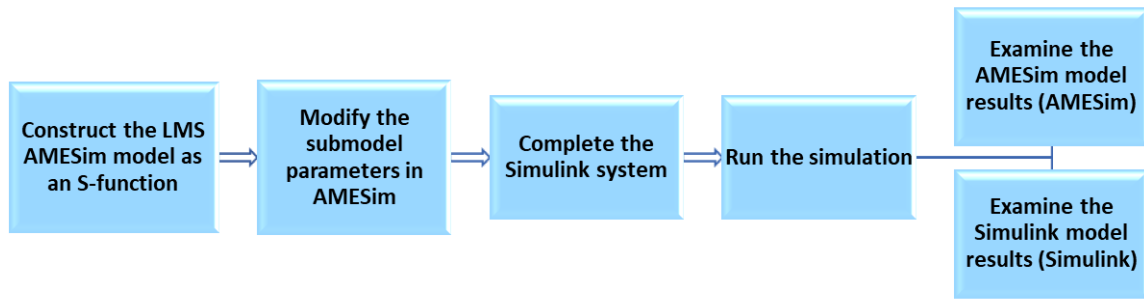 Construct the LMS
AMESim model as
an S-function
Modify the
submodel
parameters in
AMESim
Complete the
Simulink system
Run the simulation
Examine the
AMESim model
results (AMESim)
Examine the
Simulink model
results (Simulink)